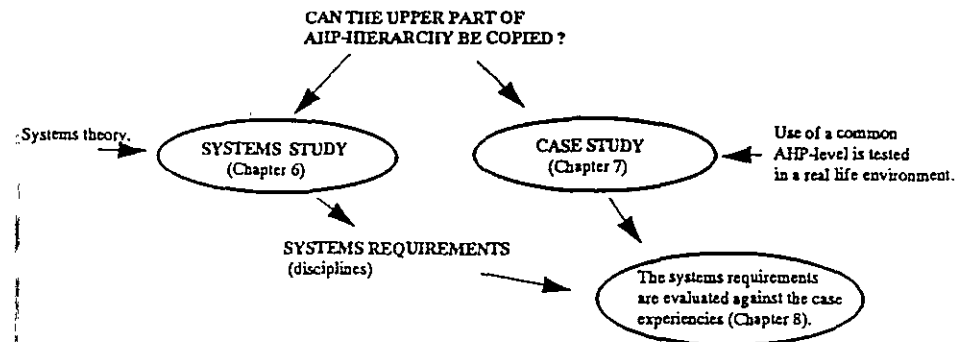 CAN THE UPPER PART OF
AHP-HIERARCHY BE COPIED ?
Systems theory.
SYSTEMS STUDY
(Chapter 6)
CASE STUDY
(Chapter 7)
Use of a common
AHP-level is tested
in a real life environment.
SYSTEMS REQUIREMENTS
(disciplines)
The systems requirements
are evaluated against the case
experiencies (Chapter 8).